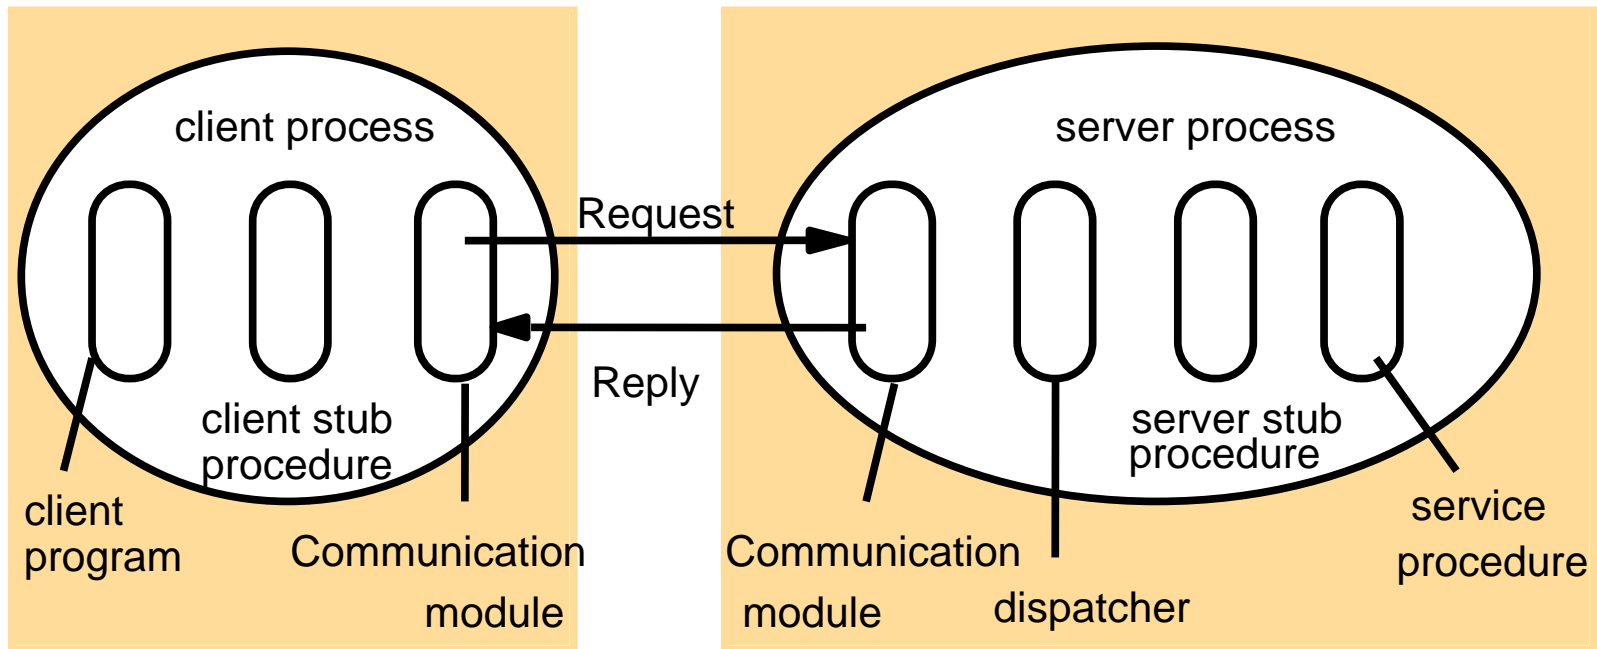 client process
server process
Request
Reply
client stub
procedure
server stub
procedure
client
program
Communication
module
Communication
module
dispatcher
service
procedure